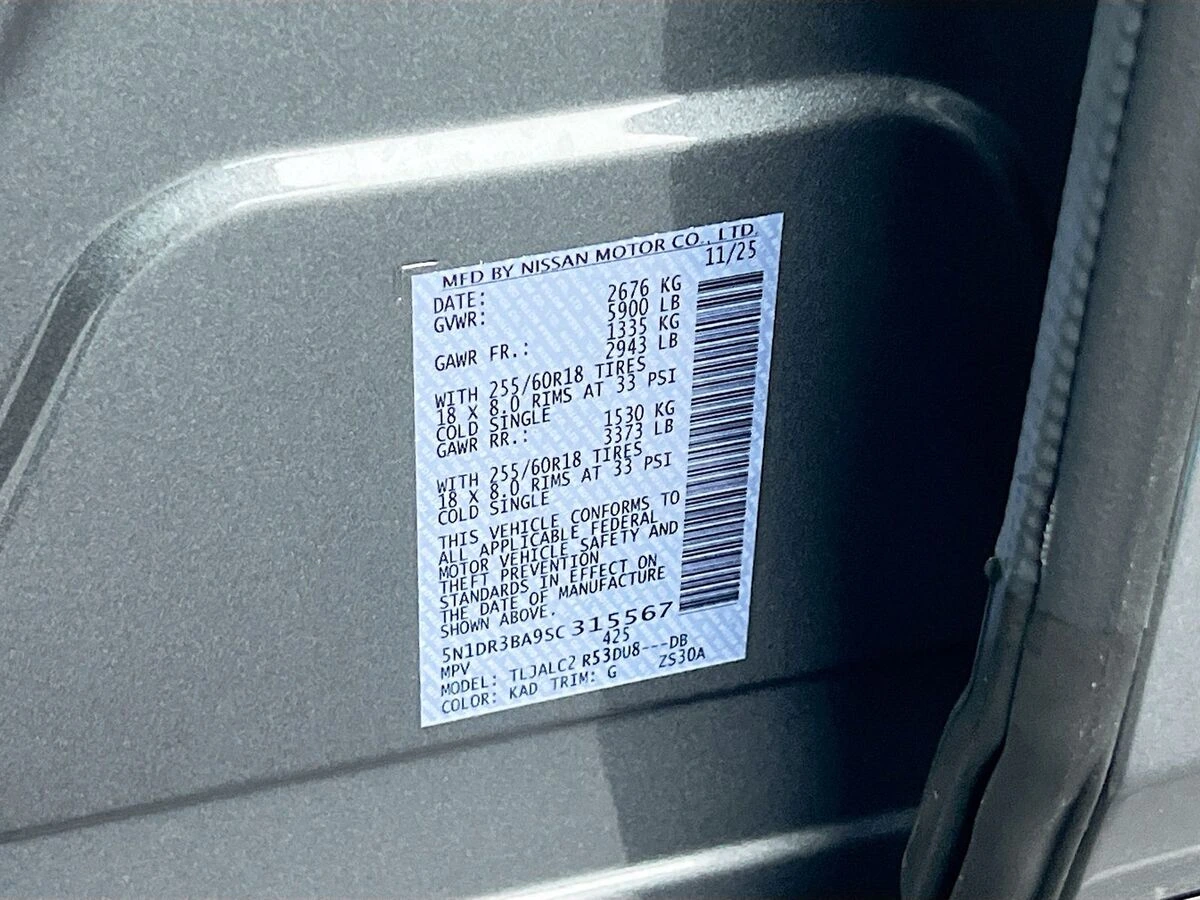 MFD BY NISSAN MOTOR CO., LTD.
DATE: 11/25
GVWR: 2676 KG
5900 LB
GAWR FR.: 1335 KG
2943 LB
WITH 255/60R18 TIRES
18 X 8.0 RIMS AT 33 PSI
COLD SINGLE
GAWR RR.: 1530 KG
3373 LB
WITH 255/60R18 TIRES
18 X 8.0 RIMS AT 33 PSI
COLD SINGLE
THIS VEHICLE CONFORMS TO
ALL APPLICABLE FEDERAL
MOTOR VEHICLE SAFETY AND
THEFT PREVENTION
STANDARDS IN EFFECT ON
THE DATE OF MANUFACTURE
SHOWN ABOVE.
5N1DR3BA9SC315567
MPV 425
MODEL: TLJALC2 R53DU8---DB
COLOR: KAD TRIM: G ZS30A